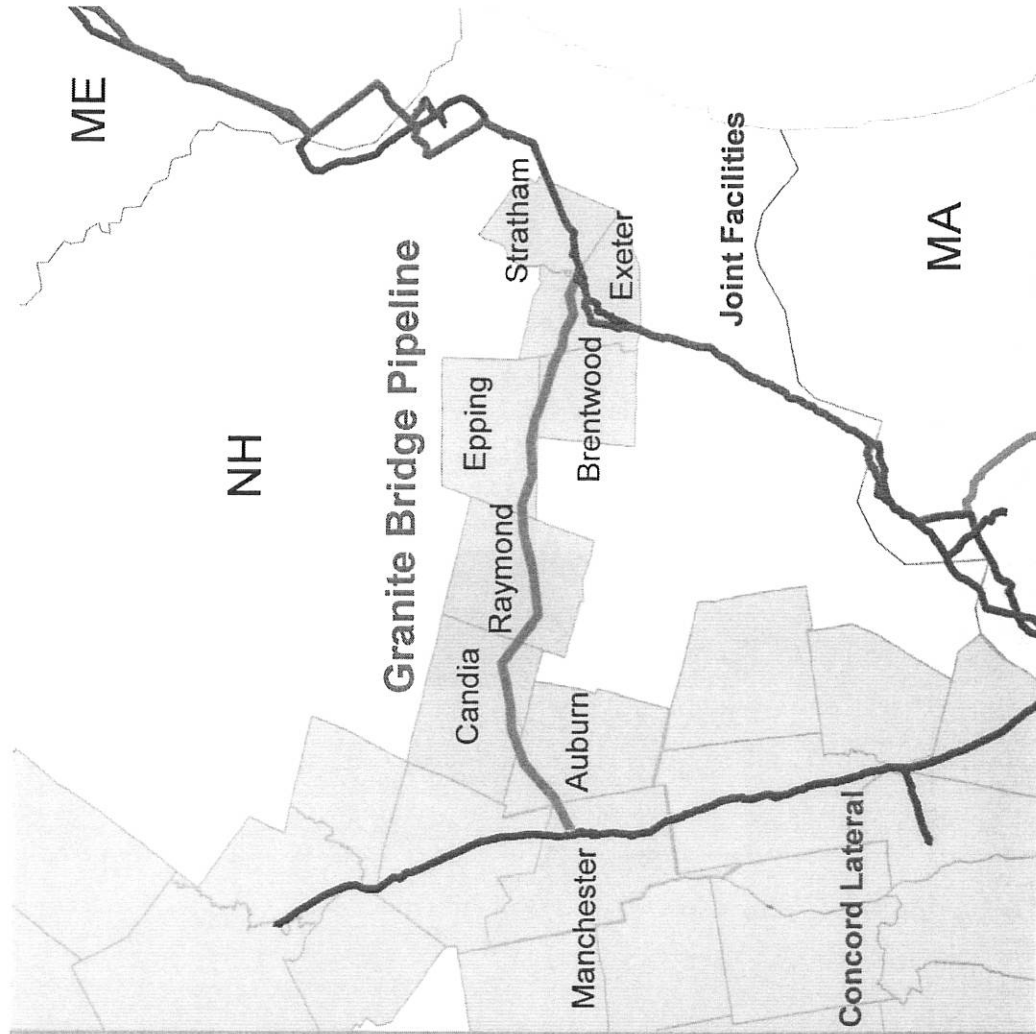 ME
NH
Granite Bridge Pipeline
Stratham
Epping
Exeter
Raymond
Brentwood
Candia
Auburn
Manchester
Joint Facilities
MA
Concord Lateral